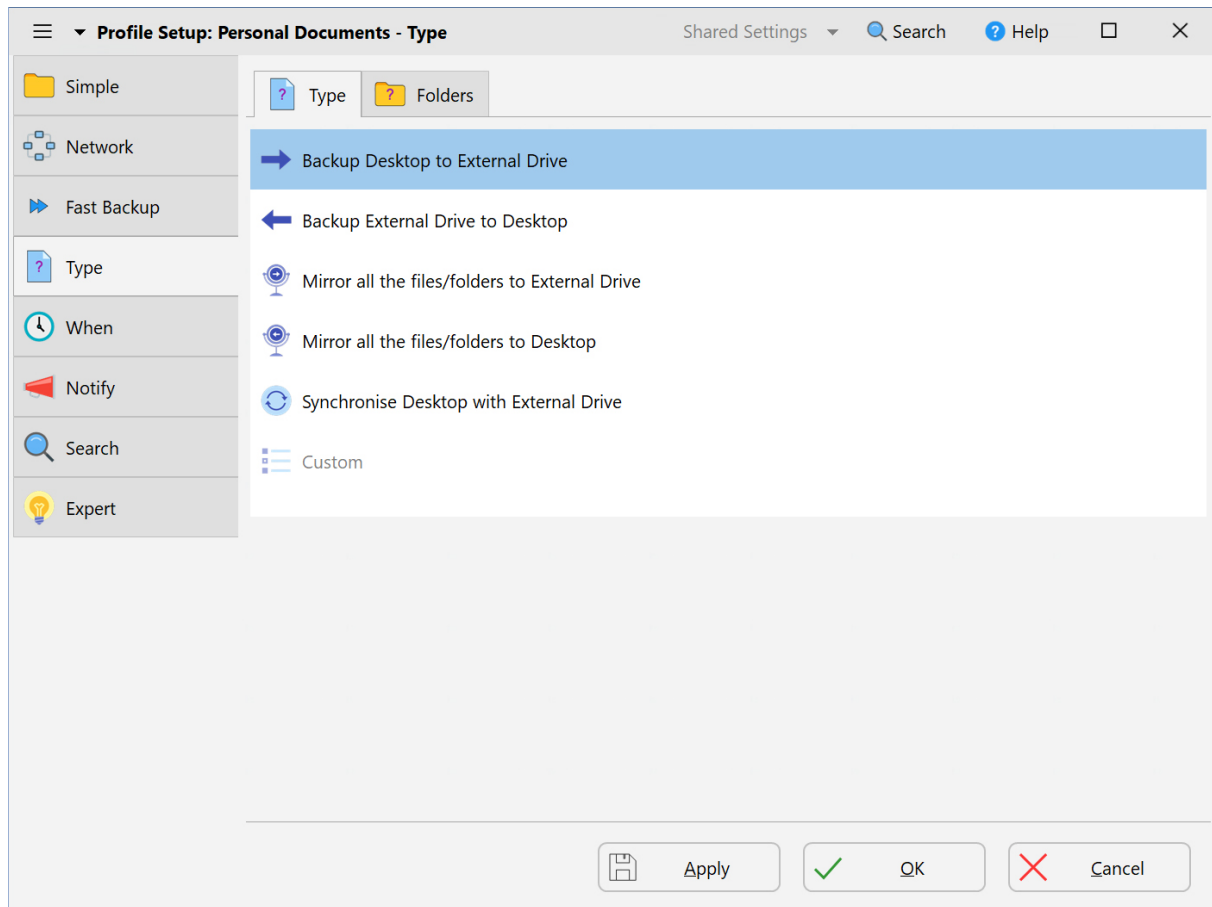 Profile Setup: Personal Documents - Type
Shared Settings
Search
? Help
Simple
Network
Fast Backup
? Type
When
Notify
Search
Expert
? Type
? Folders
Backup Desktop to External Drive
Backup External Drive to Desktop
Mirror all the files/folders to External Drive
Mirror all the files/folders to Desktop
Synchronise Desktop with External Drive
Custom
Apply
OK
Cancel